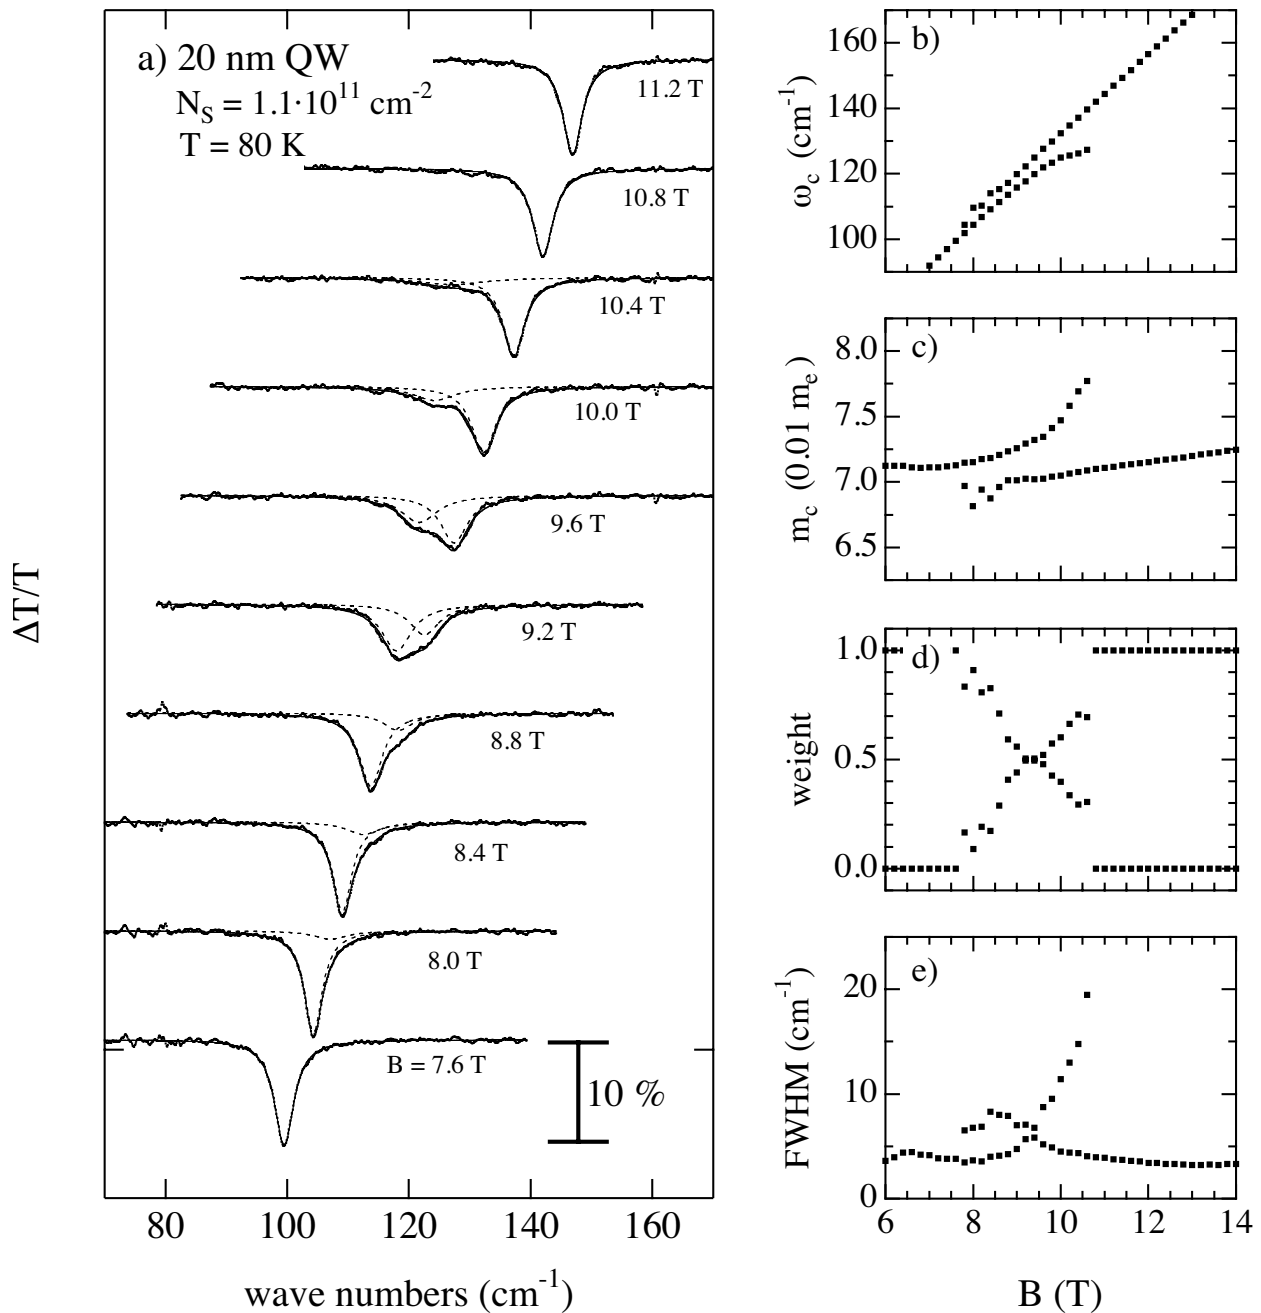 a) 20 nm QW
N_S = 1.1·10^11 cm^-2
T = 80 K
11.2 T
10.8 T
10.4 T
10.0 T
9.6 T
9.2 T
8.8 T
8.4 T
8.0 T
B = 7.6 T
10 %
ΔT/T
80 100 120 140 160
wave numbers (cm^-1)
b)
160
140
120
100
ω_c (cm^-1)
c)
8.0
7.5
7.0
6.5
m_c (0.01 m_e)
d)
1.0
0.5
0.0
weight
e)
20
10
0
FWHM (cm^-1)
6 8 10 12 14
B (T)